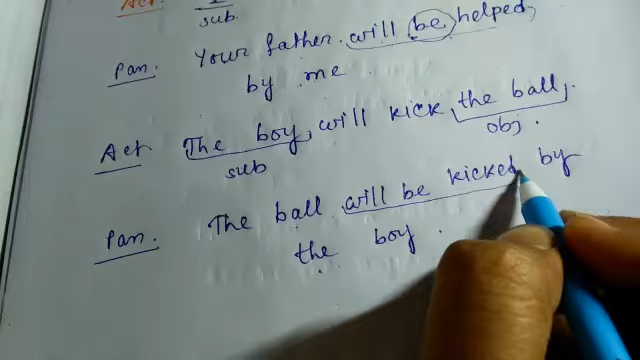 Act.
sub.
Pan. Your father will be helped
by me.
Act The boy will kick the ball.
sub obj.
Pan. The ball will be kicked by
the boy.